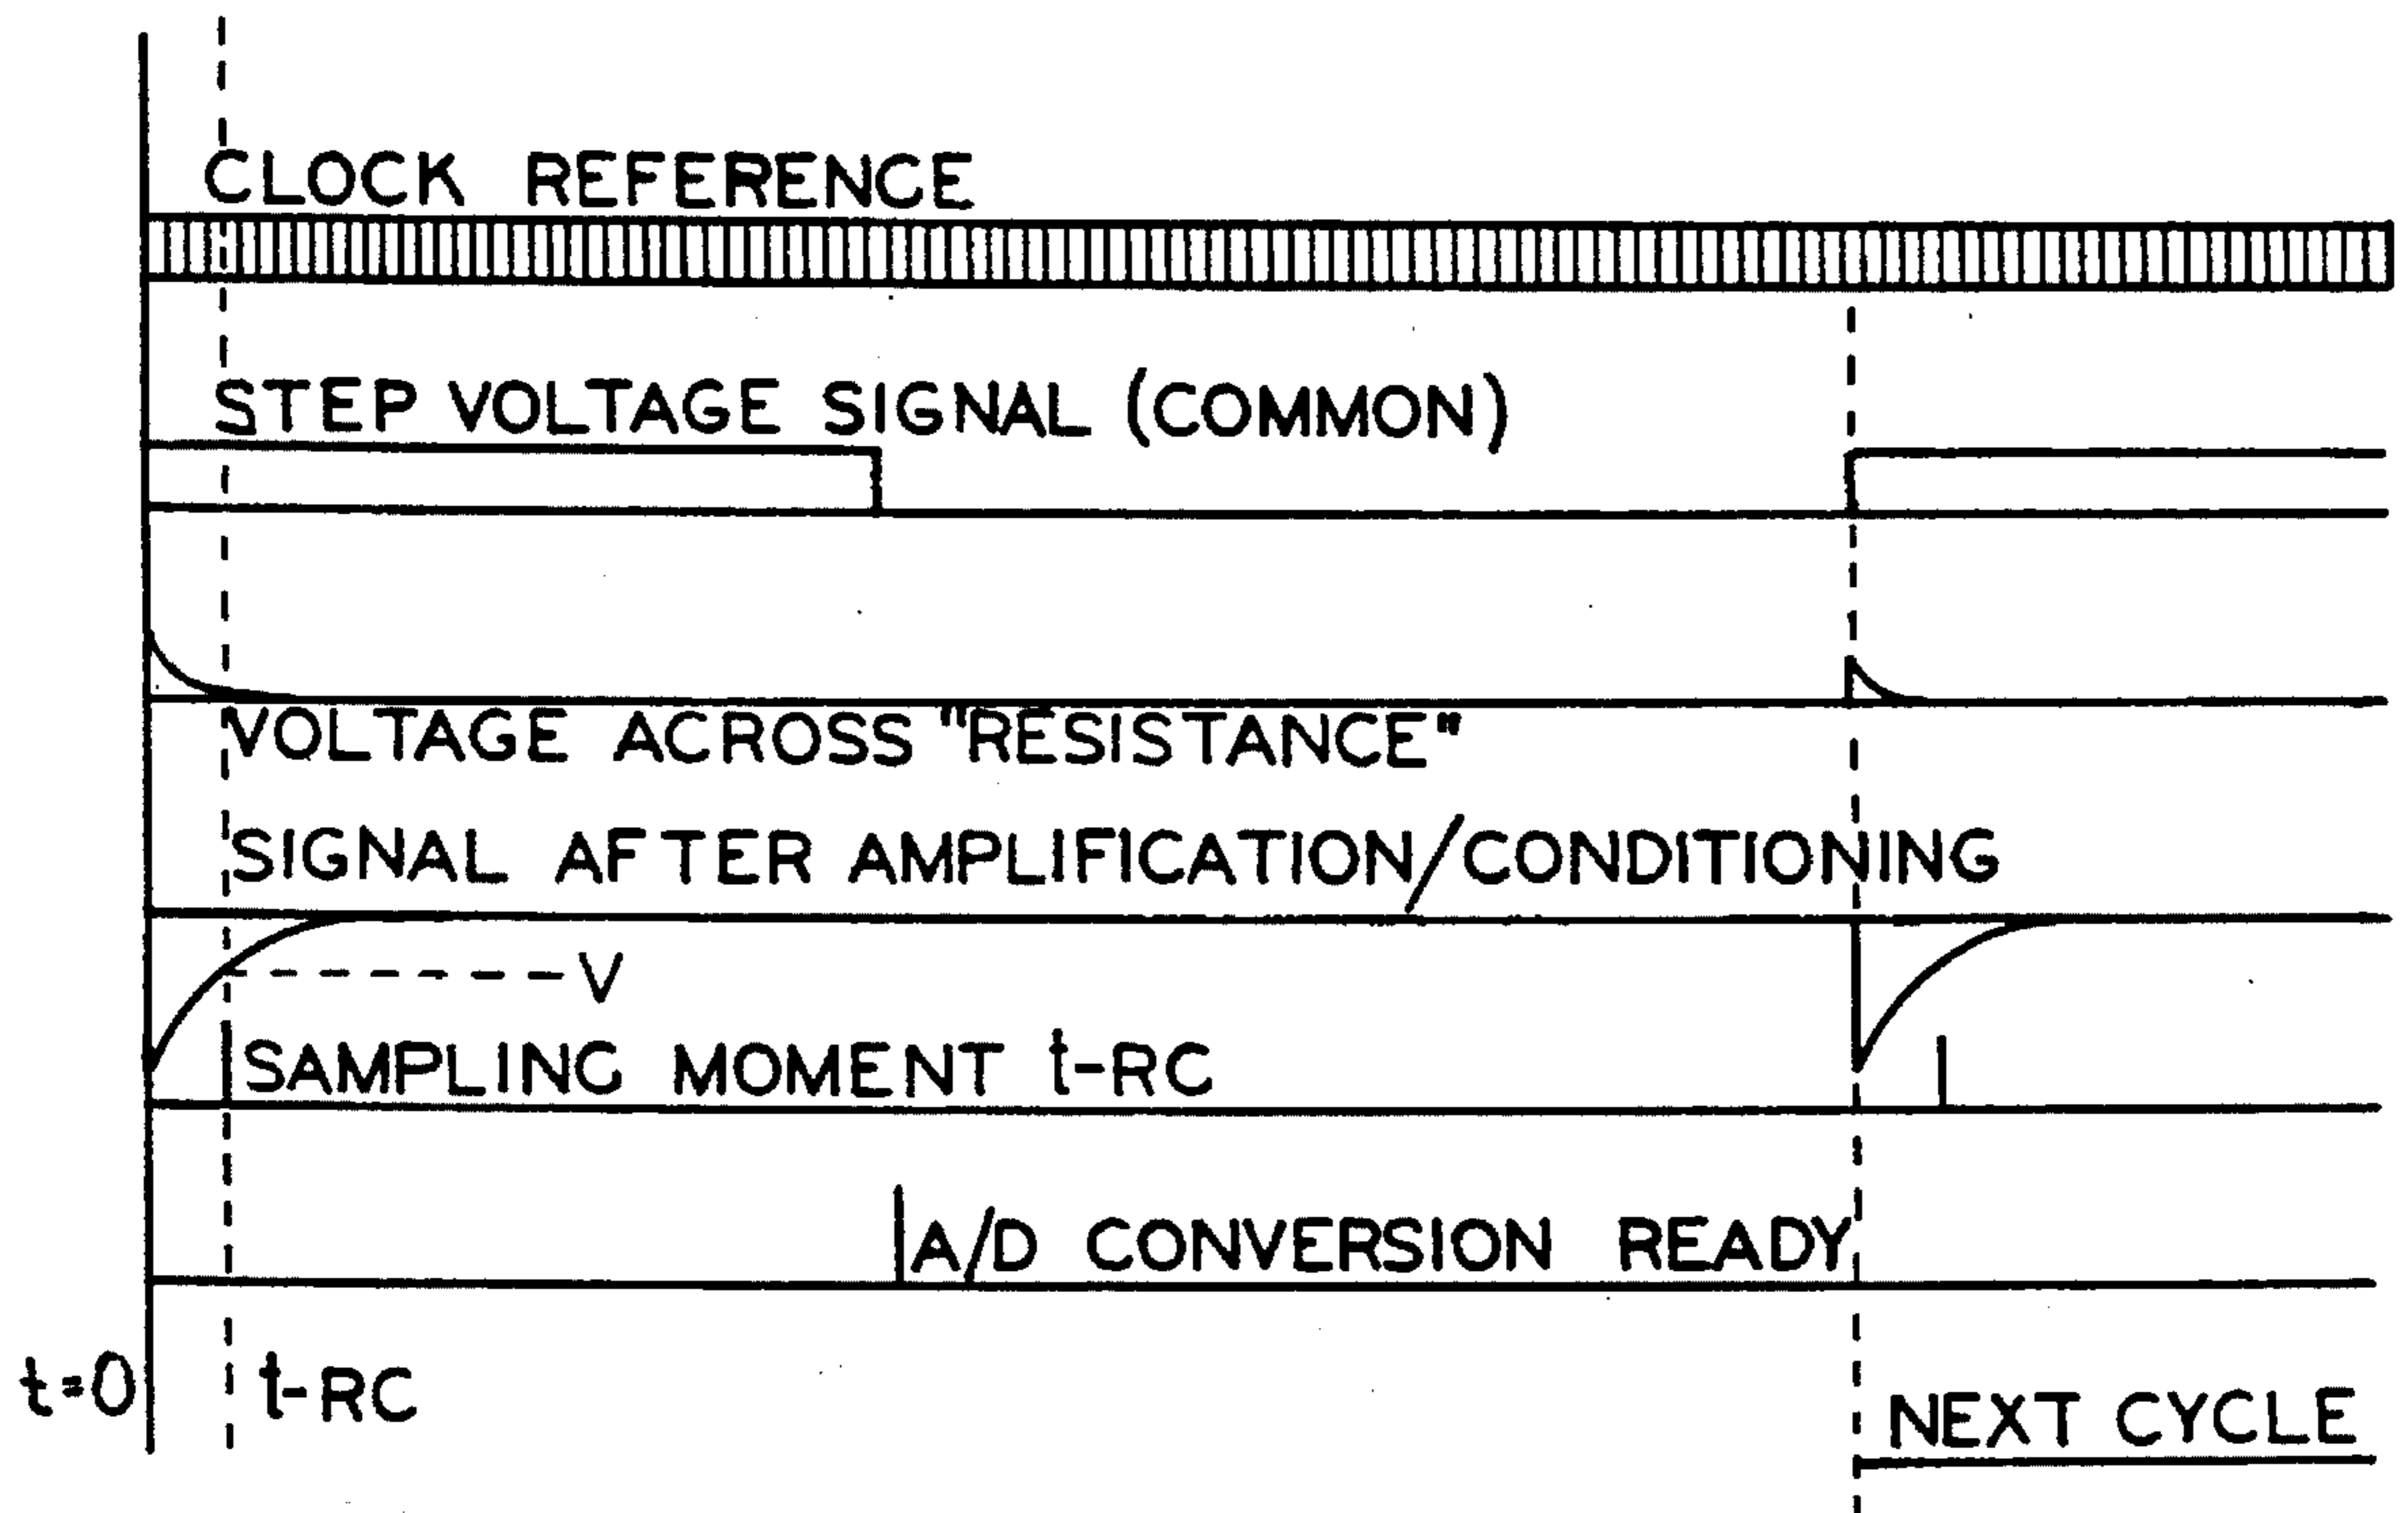 CLOCK REFERENCE
STEP VOLTAGE SIGNAL (COMMON)
VOLTAGE ACROSS "RESISTANCE"
SIGNAL AFTER AMPLIFICATION/CONDITIONING
V
SAMPLING MOMENT t-RC
A/D CONVERSION READY
t=0
t-RC
NEXT CYCLE